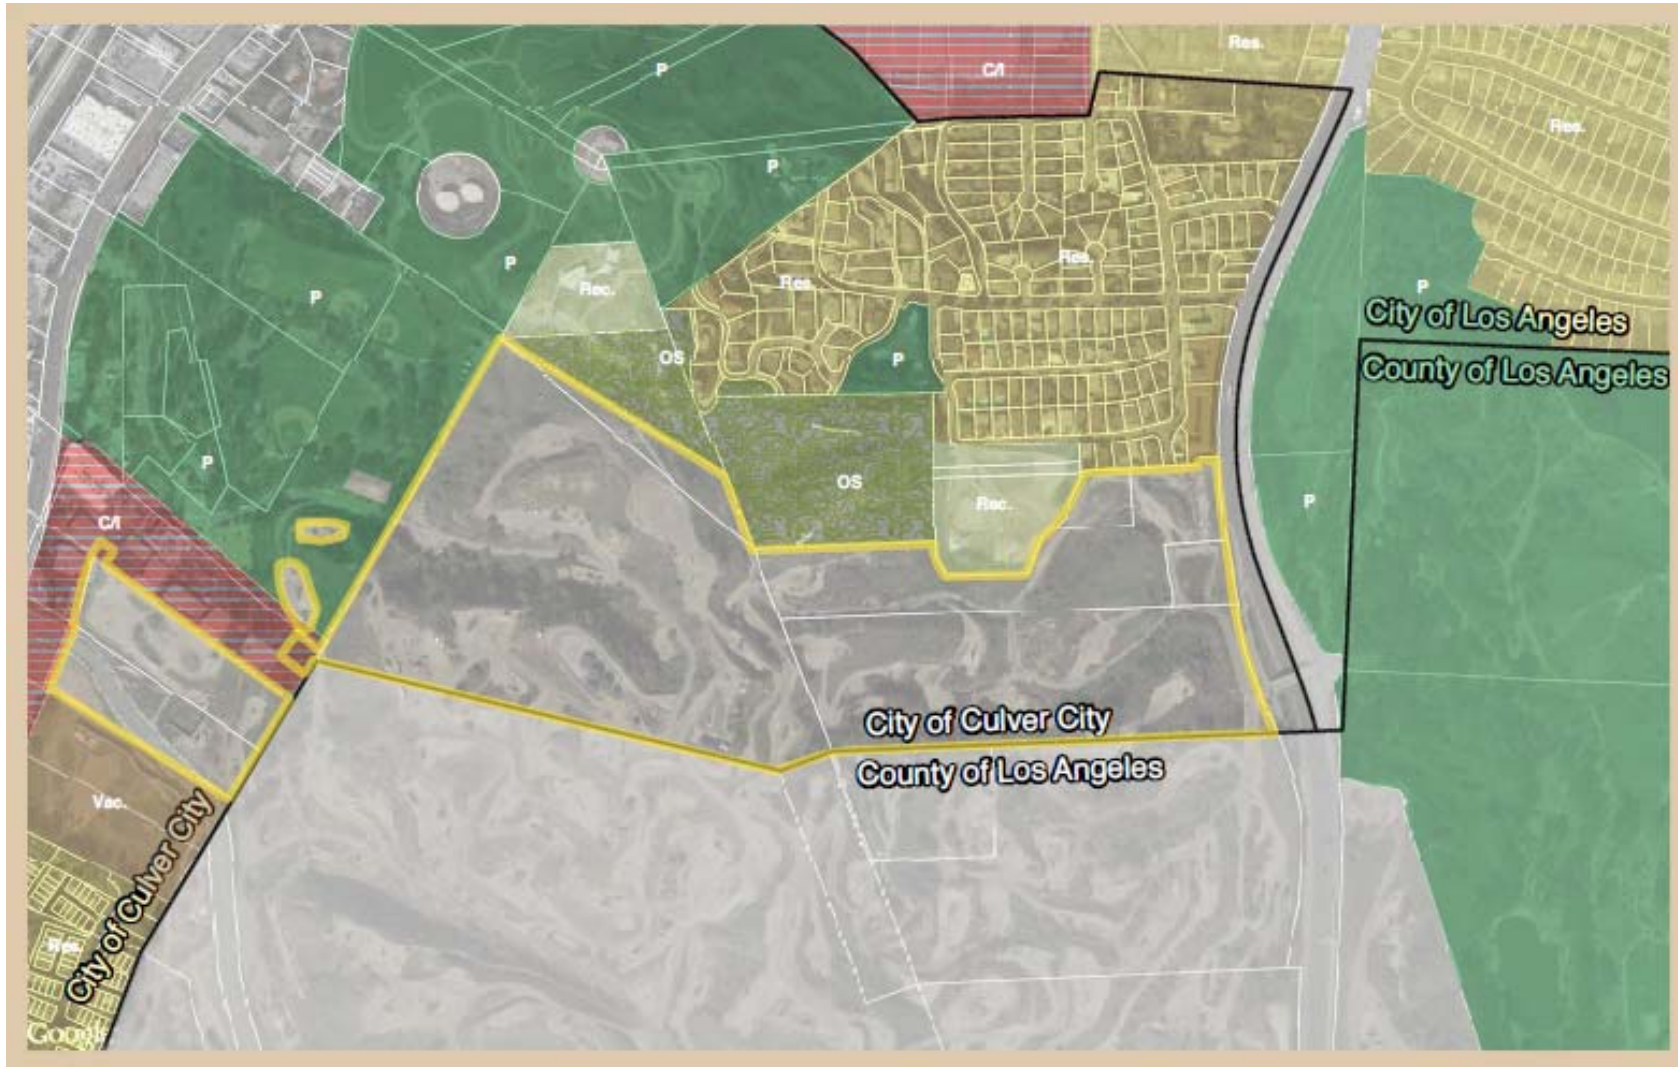 Res.
P
C/I
Res.
P
P
Res.
Res.
P
Rec.
P
P
City of Los Angeles
OS
P
County of Los Angeles
P
OS
Rec.
P
C/I
City of Culver City
County of Los Angeles
Vac.
City of Culver City
Res.
Google